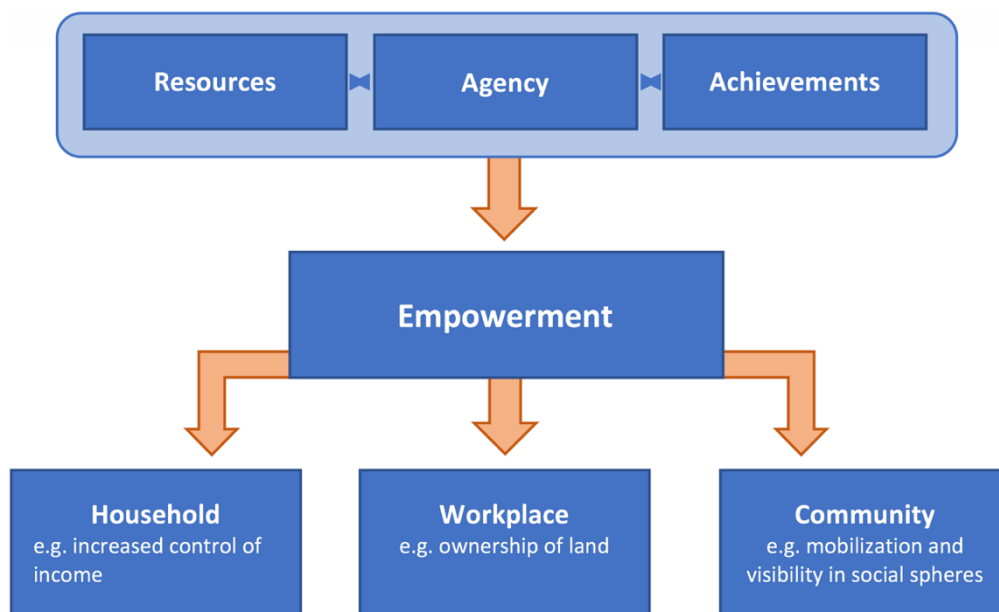 Resources
Agency
Achievements
Empowerment
Household
e.g. increased control of
income
Workplace
e.g. ownership of land
Community
e.g. mobilization and
visibility in social spheres